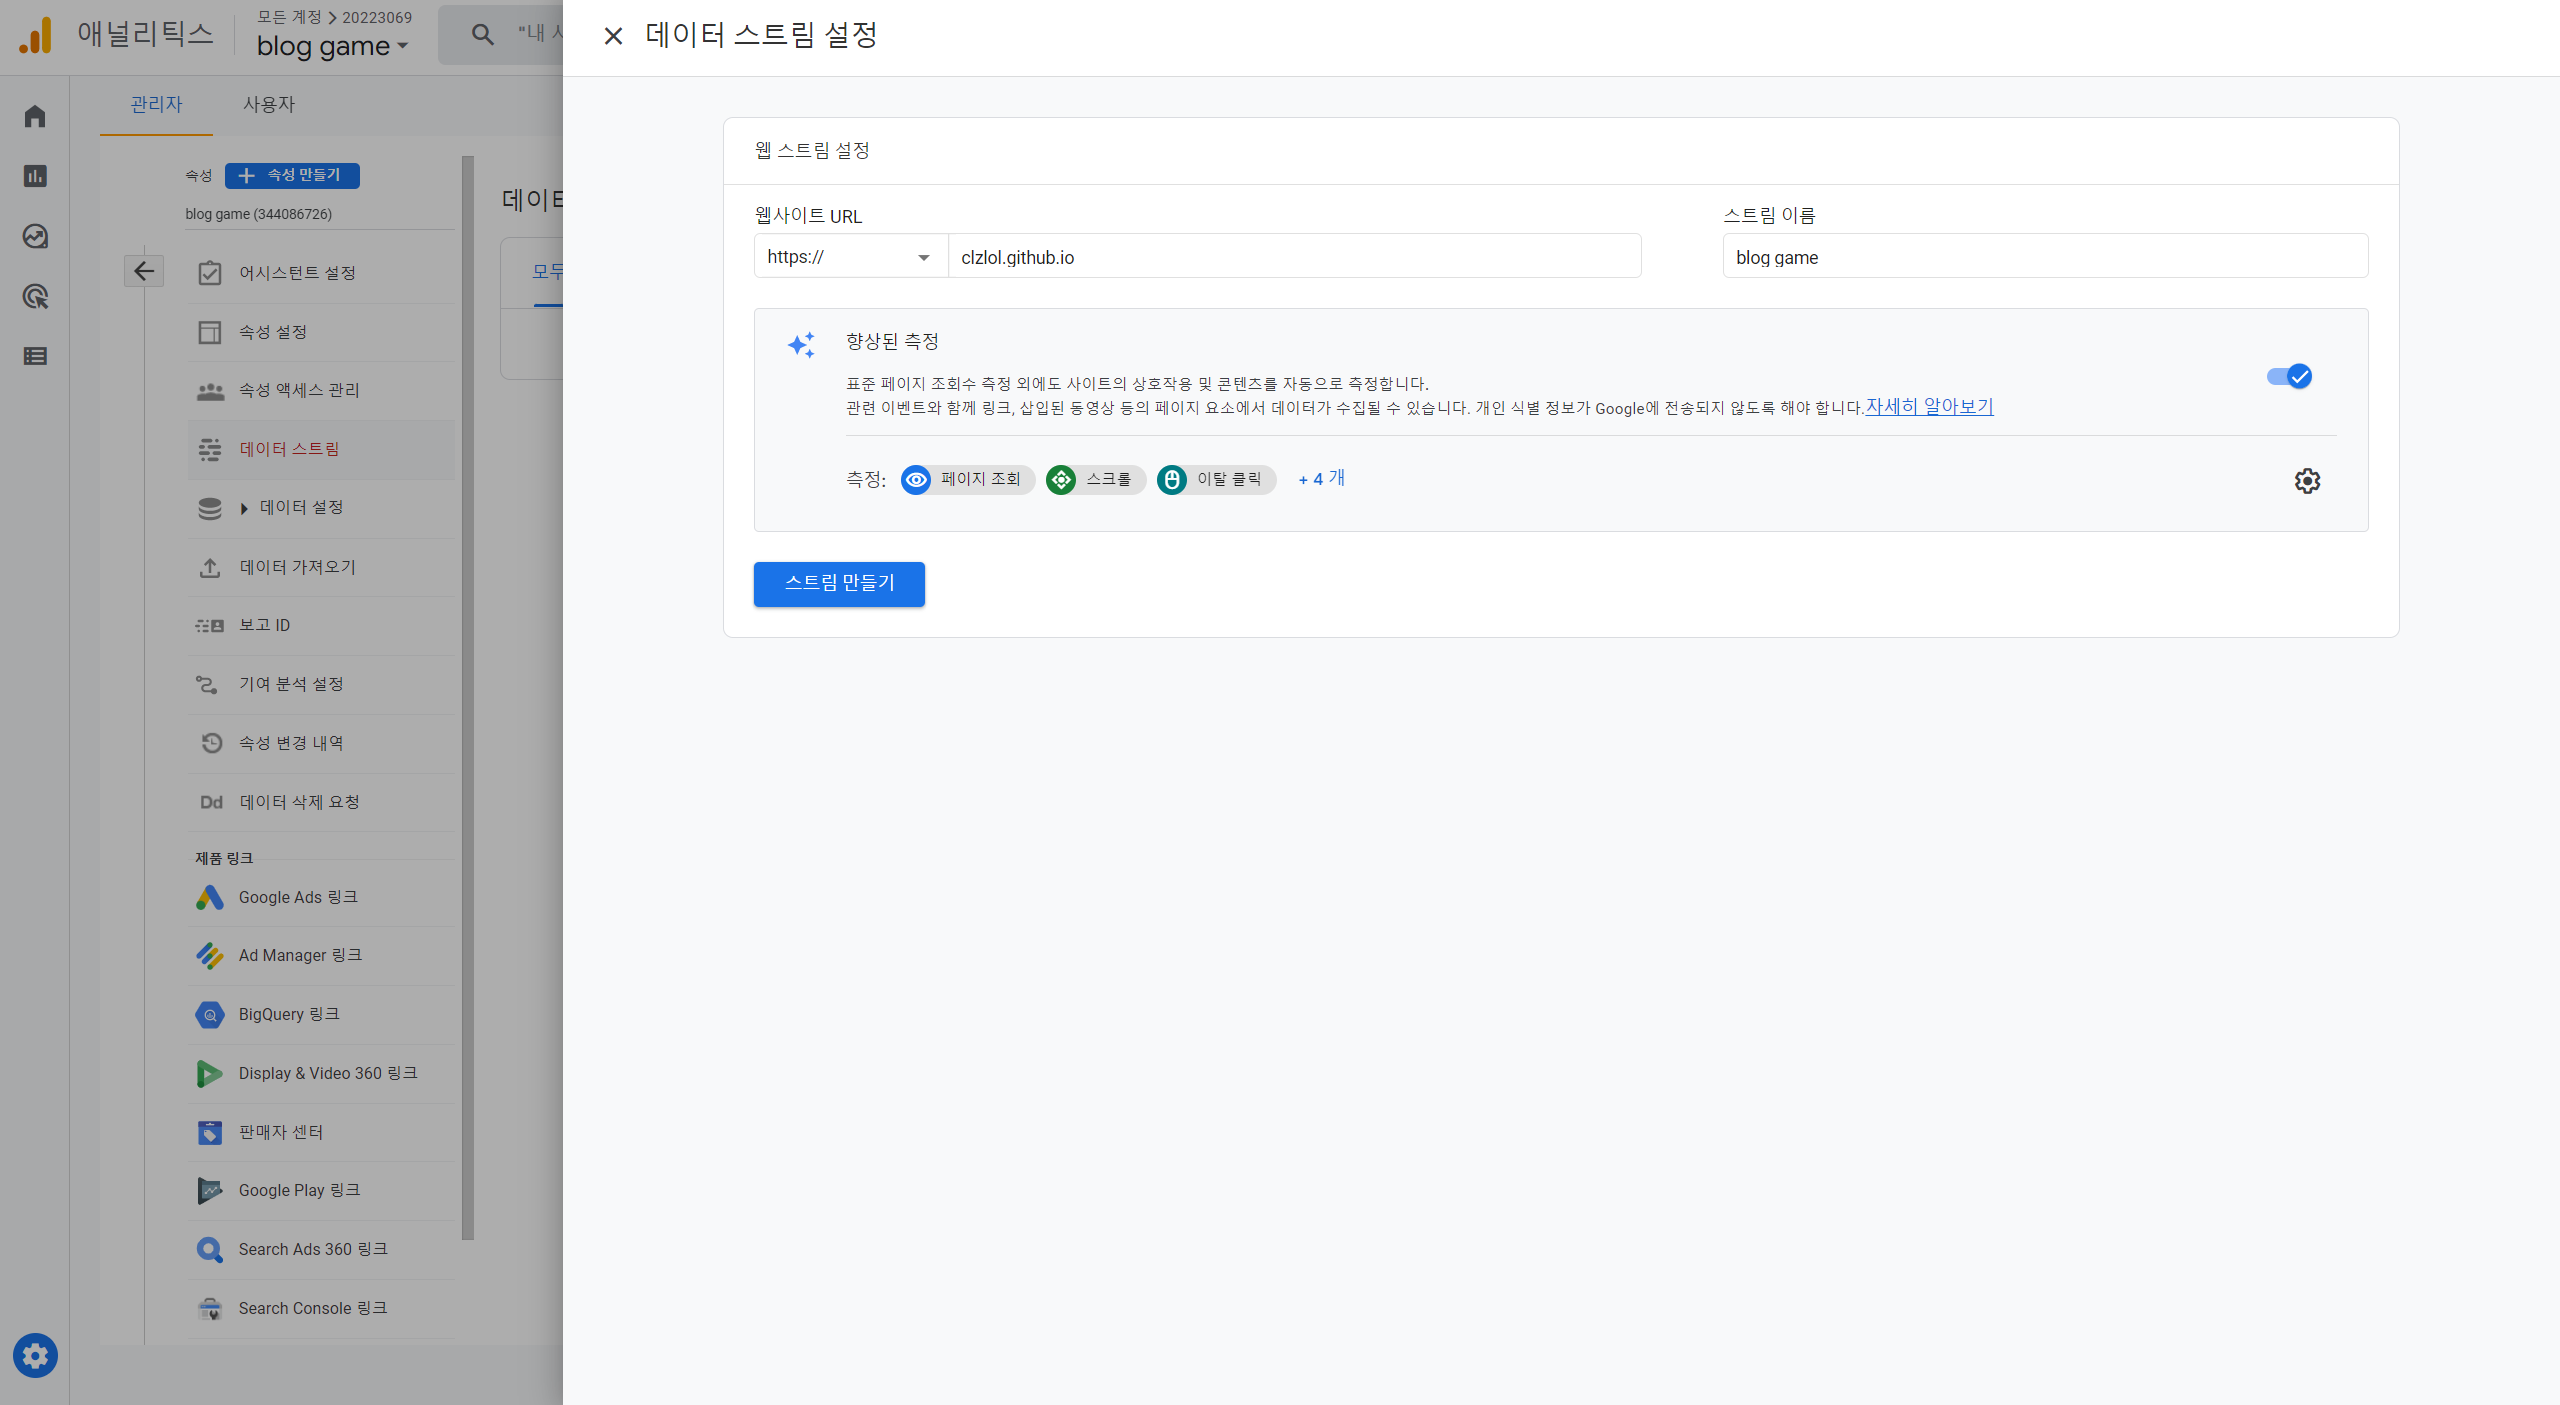 애널리틱스
모든 계정 > 20223069
blog game
"내 사
관리자
사용자
속성
속성 만들기
blog game (344086726)
어시스턴트 설정
속성 설정
속성 액세스 관리
데이터 스트림
데이터 설정
데이터 가져오기
보고 ID
기여 분석 설정
속성 변경 내역
Dd 데이터 삭제 요청
제품 링크
Google Ads 링크
Ad Manager 링크
BigQuery 링크
Display & Video 360 링크
판매자 센터
Google Play 링크
Search Ads 360 링크
Search Console 링크
데이터
모두
데이터 스트림 설정
웹 스트림 설정
웹사이트 URL
스트림 이름
https://
clzlol.github.io
blog game
향상된 측정
표준 페이지 조회수 측정 외에도 사이트의 상호작용 및 콘텐츠를 자동으로 측정합니다.
관련 이벤트와 함께 링크, 삽입된 동영상 등의 페이지 요소에서 데이터가 수집될 수 있습니다. 개인 식별 정보가 Google에 전송되지 않도록 해야 합니다.자세히 알아보기
측정: 페이지 조회 스크롤 이탈 클릭 + 4 개
스트림 만들기